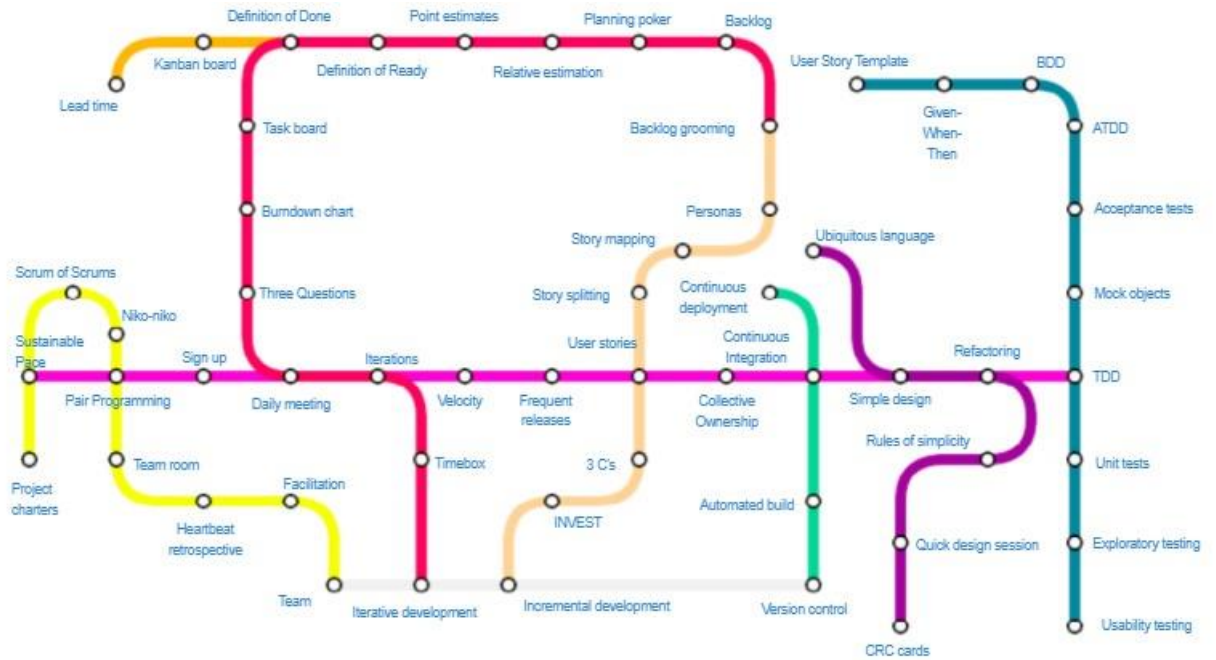 Definition of Done
Point estimates
Planning poker
Backlog
Kanban board
Definition of Ready
Relative estimation
User Story Template
BDD
Lead time
Given-
When-
Then
Task board
Backlog grooming
ATDD
Burndown chart
Personas
Acceptance tests
Story mapping
Ubiquitous language
Scrum of Scrums
Three Questions
Story splitting
Continuous
deployment
Mock objects
Niko-niko
Sustainable
Pace
Sign up
Iterations
User stories
Continuous
Integration
Refactoring
TDD
Pair Programming
Daily meeting
Velocity
Frequent
releases
Collective
Ownership
Simple design
Rules of simplicity
Project
charters
Team room
Timebox
3 C's
Unit tests
Facilitation
Heartbeat
retrospective
INVEST
Automated build
Quick design session
Exploratory testing
Team
Iterative development
Incremental development
Version control
Usability testing
CRC cards